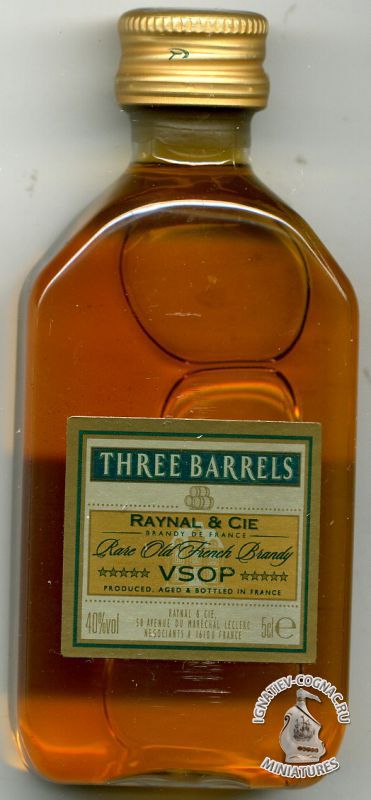 THREE BARRELS
RAYNAL & CIE
BRANDY DE FRANCE
Rare Old French Brandy
VSOP
PRODUCED, AGED & BOTTLED IN FRANCE
40%vol
RAYNAL & CIE,
50 AVENUE DU MARÉCHAL LECLERC
NEGOCIANTS A 16100 FRANCE
5cl e
IGNATIEV-COGNAC.RU
MINIATURES